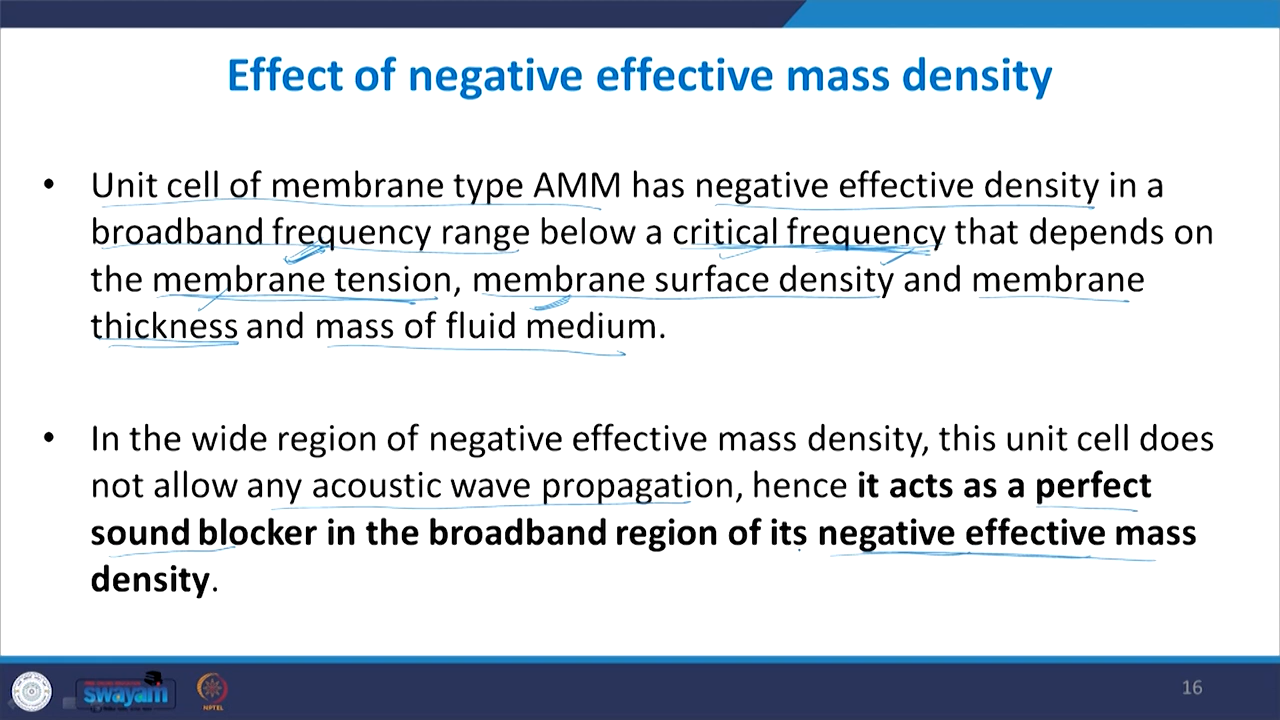 Effect of negative effective mass density
• Unit cell of membrane type AMM has negative effective density in a
broadband frequency range below a critical frequency that depends on
the membrane tension, membrane surface density and membrane
thickness and mass of fluid medium.
• In the wide region of negative effective mass density, this unit cell does
not allow any acoustic wave propagation, hence it acts as a perfect
sound blocker in the broadband region of its negative effective mass
density.
swayam
NPTEL
16